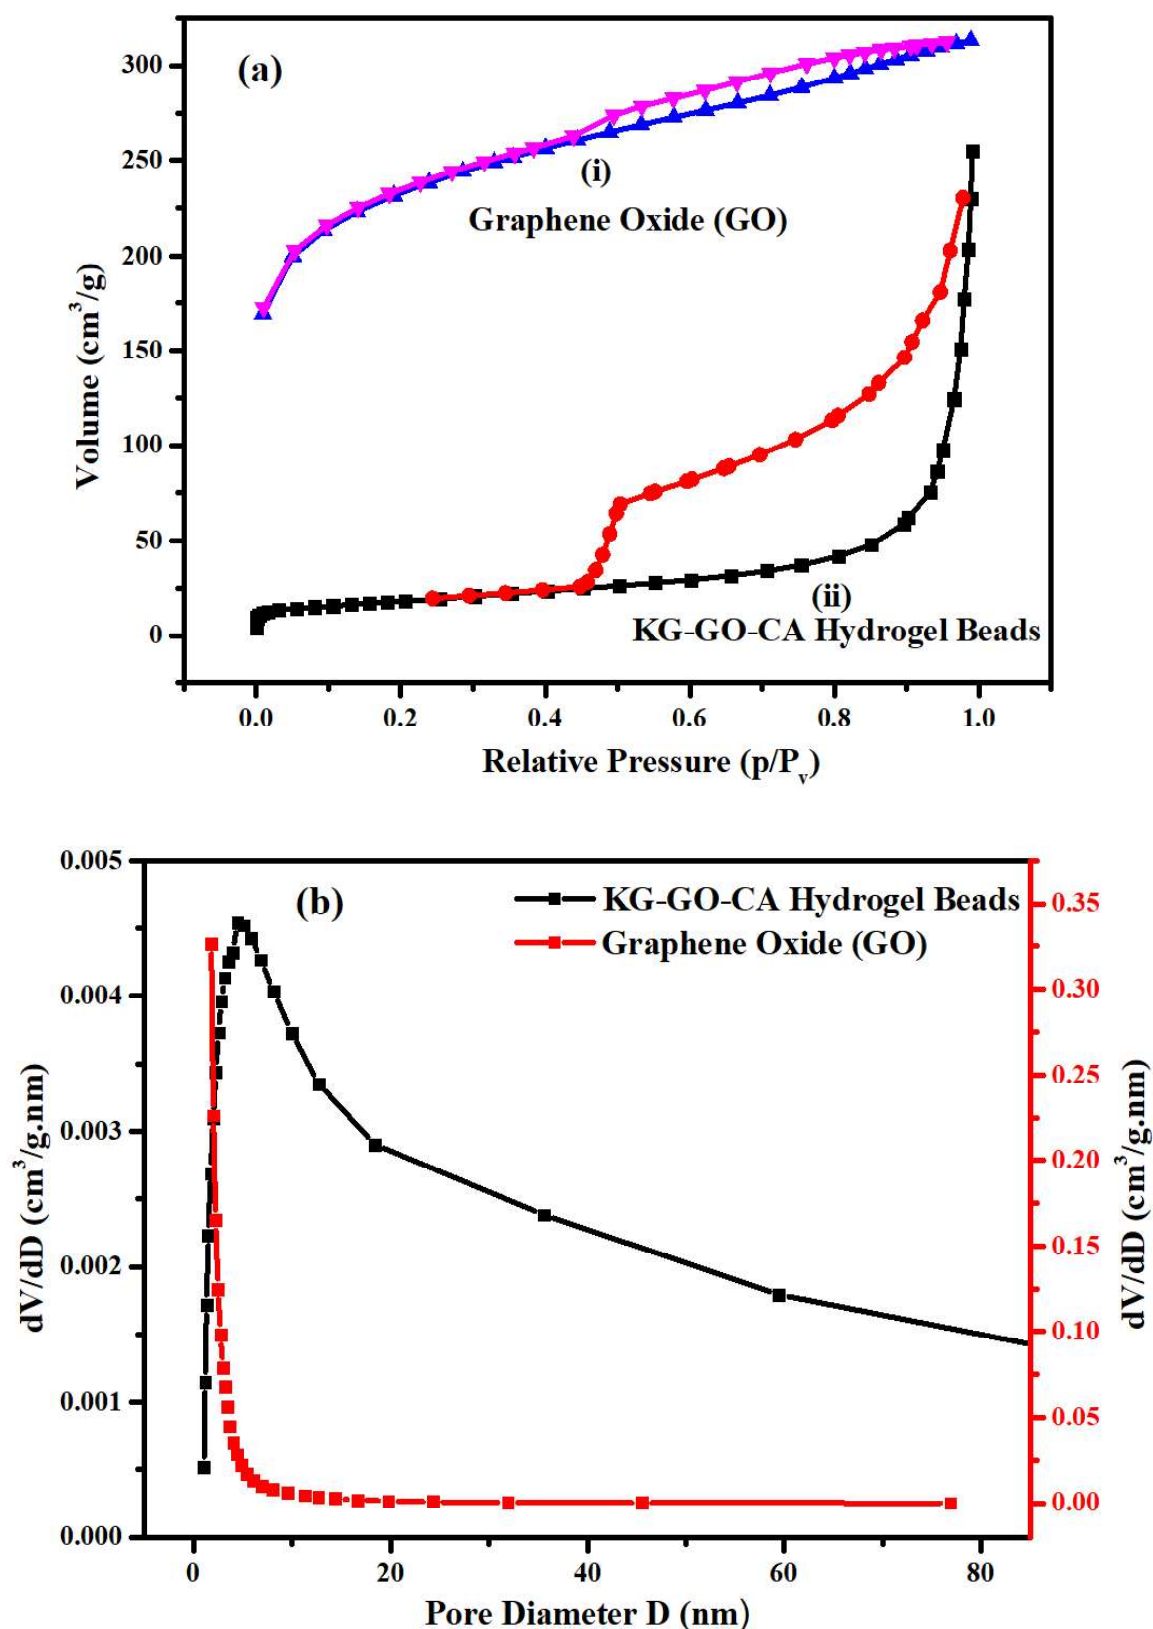 (a)
300
250
200
150
100
50
0
Volume (cm³/g)
(i)
Graphene Oxide (GO)
(ii)
KG-GO-CA Hydrogel Beads
0.0 0.2 0.4 0.6 0.8 1.0
Relative Pressure (p/Pᵥ)
(b)
KG-GO-CA Hydrogel Beads
Graphene Oxide (GO)
0.005
0.004
0.003
0.002
0.001
0.000
dV/dD (cm³/g.nm)
0.35
0.30
0.25
0.20
0.15
0.10
0.05
0.00
dV/dD (cm³/g.nm)
0 20 40 60 80
Pore Diameter D (nm)